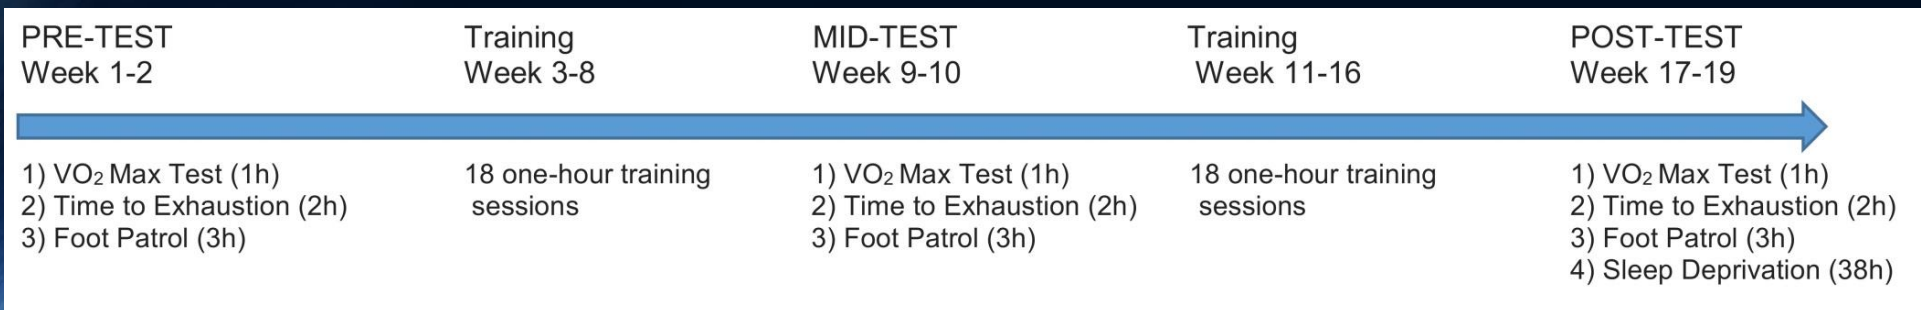 PRE-TEST
Week 1-2
1) VO₂ Max Test (1h)
2) Time to Exhaustion (2h)
3) Foot Patrol (3h)
Training
Week 3-8
18 one-hour training
sessions
MID-TEST
Week 9-10
1) VO₂ Max Test (1h)
2) Time to Exhaustion (2h)
3) Foot Patrol (3h)
Training
Week 11-16
18 one-hour training
sessions
POST-TEST
Week 17-19
1) VO₂ Max Test (1h)
2) Time to Exhaustion (2h)
3) Foot Patrol (3h)
4) Sleep Deprivation (38h)